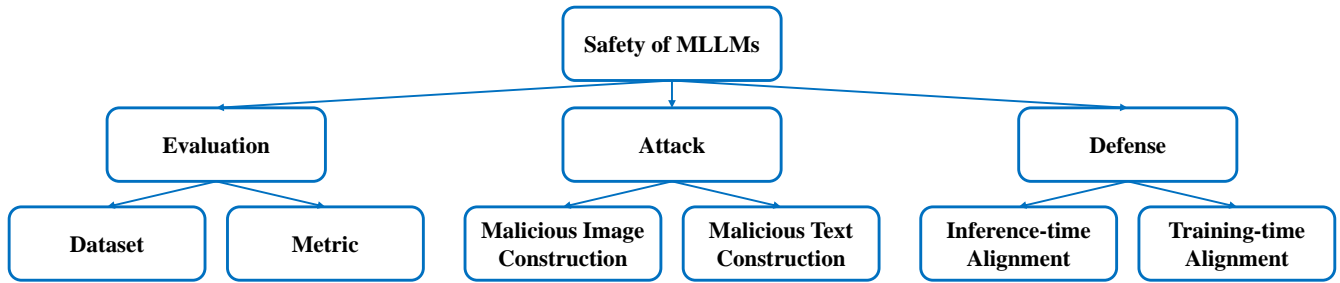 Safety of MLLMs
Evaluation
Attack
Defense
Dataset
Metric
Malicious Image
Construction
Malicious Text
Construction
Inference-time
Alignment
Training-time
Alignment